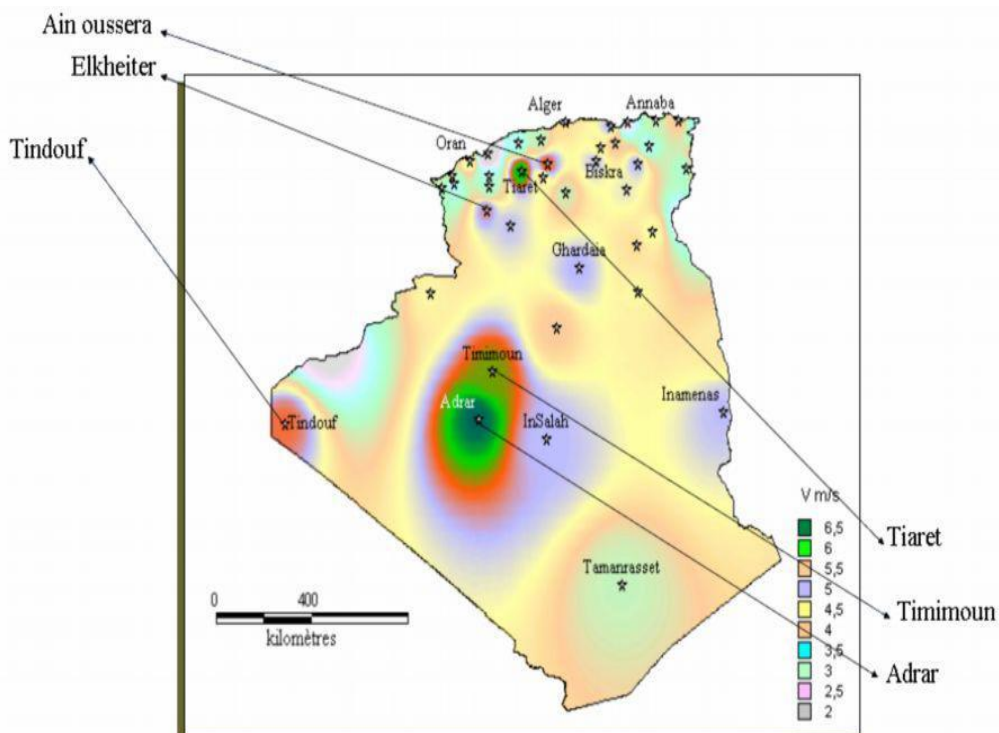 Ain oussera
Elkheiter
Tindouf
Alger
Annaba
Oran
Tiaret
Biskra
Ghardaia
Timimoun
Adrar
Tindouf
InSalah
Inamenas
Tamanrasset
0 400
kilomètres
V m/s
6,5
6
5,5
5
4,5
4
3,5
3
2,5
2
Tiaret
Timimoun
Adrar